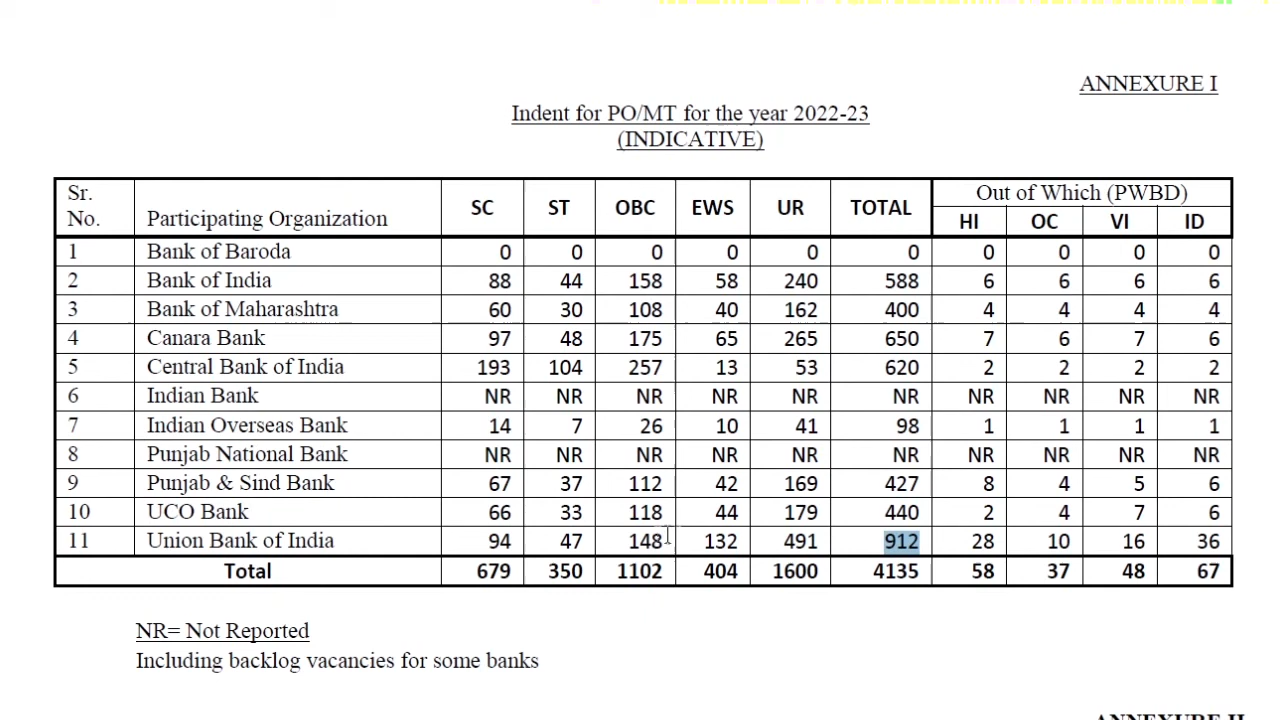 ANNEXURE I
Indent for PO/MT for the year 2022-23
(INDICATIVE)
Sr. No. Participating Organization SC ST OBC EWS UR TOTAL Out of Which (PWBD)
HI OC VI ID
1 Bank of Baroda 0 0 0 0 0 0 0 0 0 0
2 Bank of India 88 44 158 58 240 588 6 6 6 6
3 Bank of Maharashtra 60 30 108 40 162 400 4 4 4 4
4 Canara Bank 97 48 175 65 265 650 7 6 7 6
5 Central Bank of India 193 104 257 13 53 620 2 2 2 2
6 Indian Bank NR NR NR NR NR NR NR NR NR NR
7 Indian Overseas Bank 14 7 26 10 41 98 1 1 1 1
8 Punjab National Bank NR NR NR NR NR NR NR NR NR NR
9 Punjab & Sind Bank 67 37 112 42 169 427 8 4 5 6
10 UCO Bank 66 33 118 44 179 440 2 4 7 6
11 Union Bank of India 94 47 148 132 491 912 28 10 16 36
Total 679 350 1102 404 1600 4135 58 37 48 67
NR= Not Reported
Including backlog vacancies for some banks
ANNEXURE II